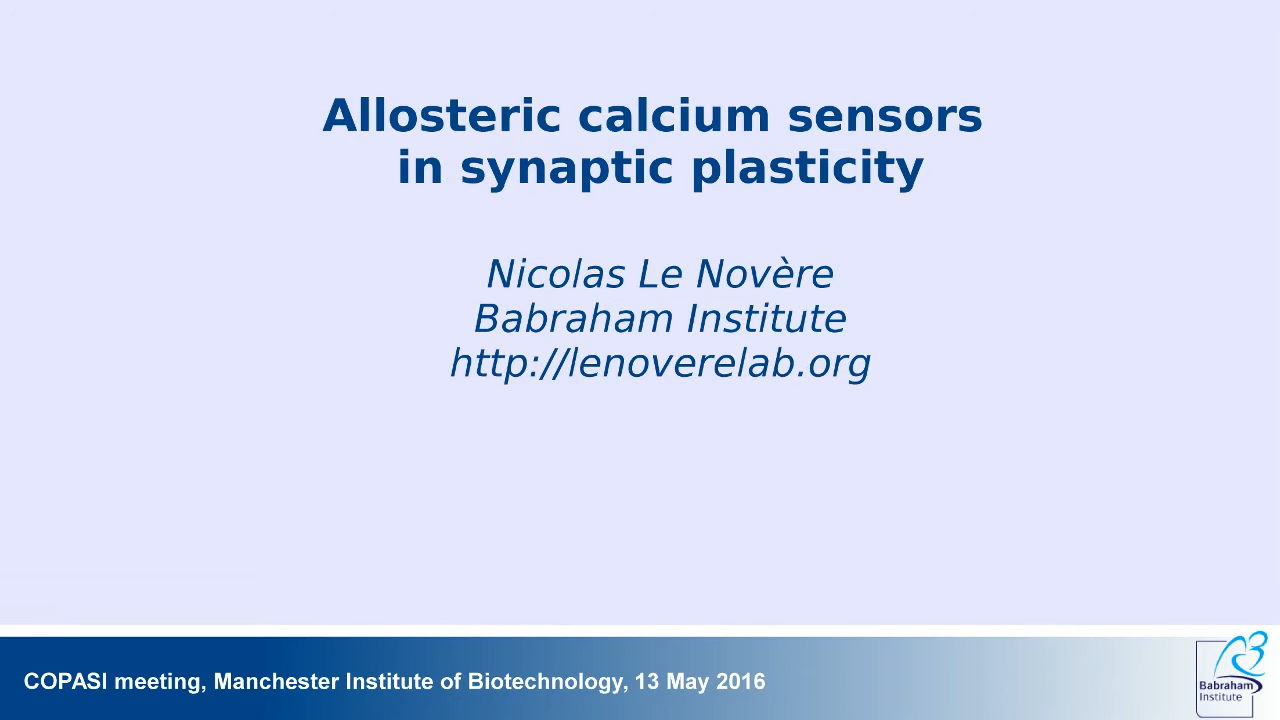 Allosteric calcium sensors
in synaptic plasticity
Nicolas Le Novère
Babraham Institute
http://lenoverelab.org
COPASI meeting, Manchester Institute of Biotechnology, 13 May 2016
Babraham
Institute